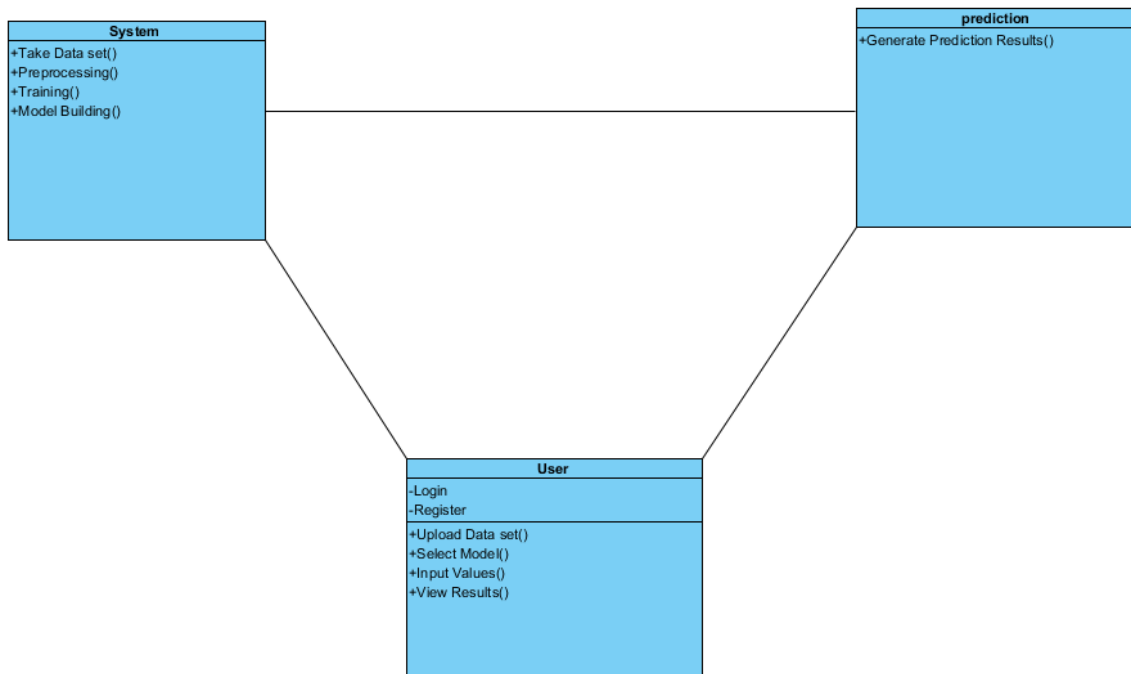 System
+Take Data set()
+Preprocessing()
+Training()
+Model Building()
prediction
+Generate Prediction Results()
User
-Login
-Register
+Upload Data set()
+Select Model()
+Input Values()
+View Results()